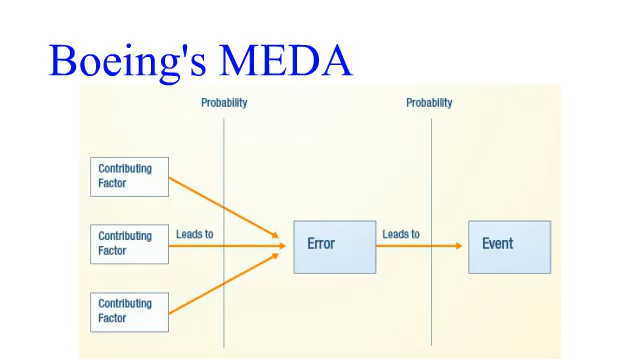 Boeing's MEDA
Probability
Probability
Contributing
Factor
Contributing
Factor
Leads to
Error
Leads to
Event
Contributing
Factor